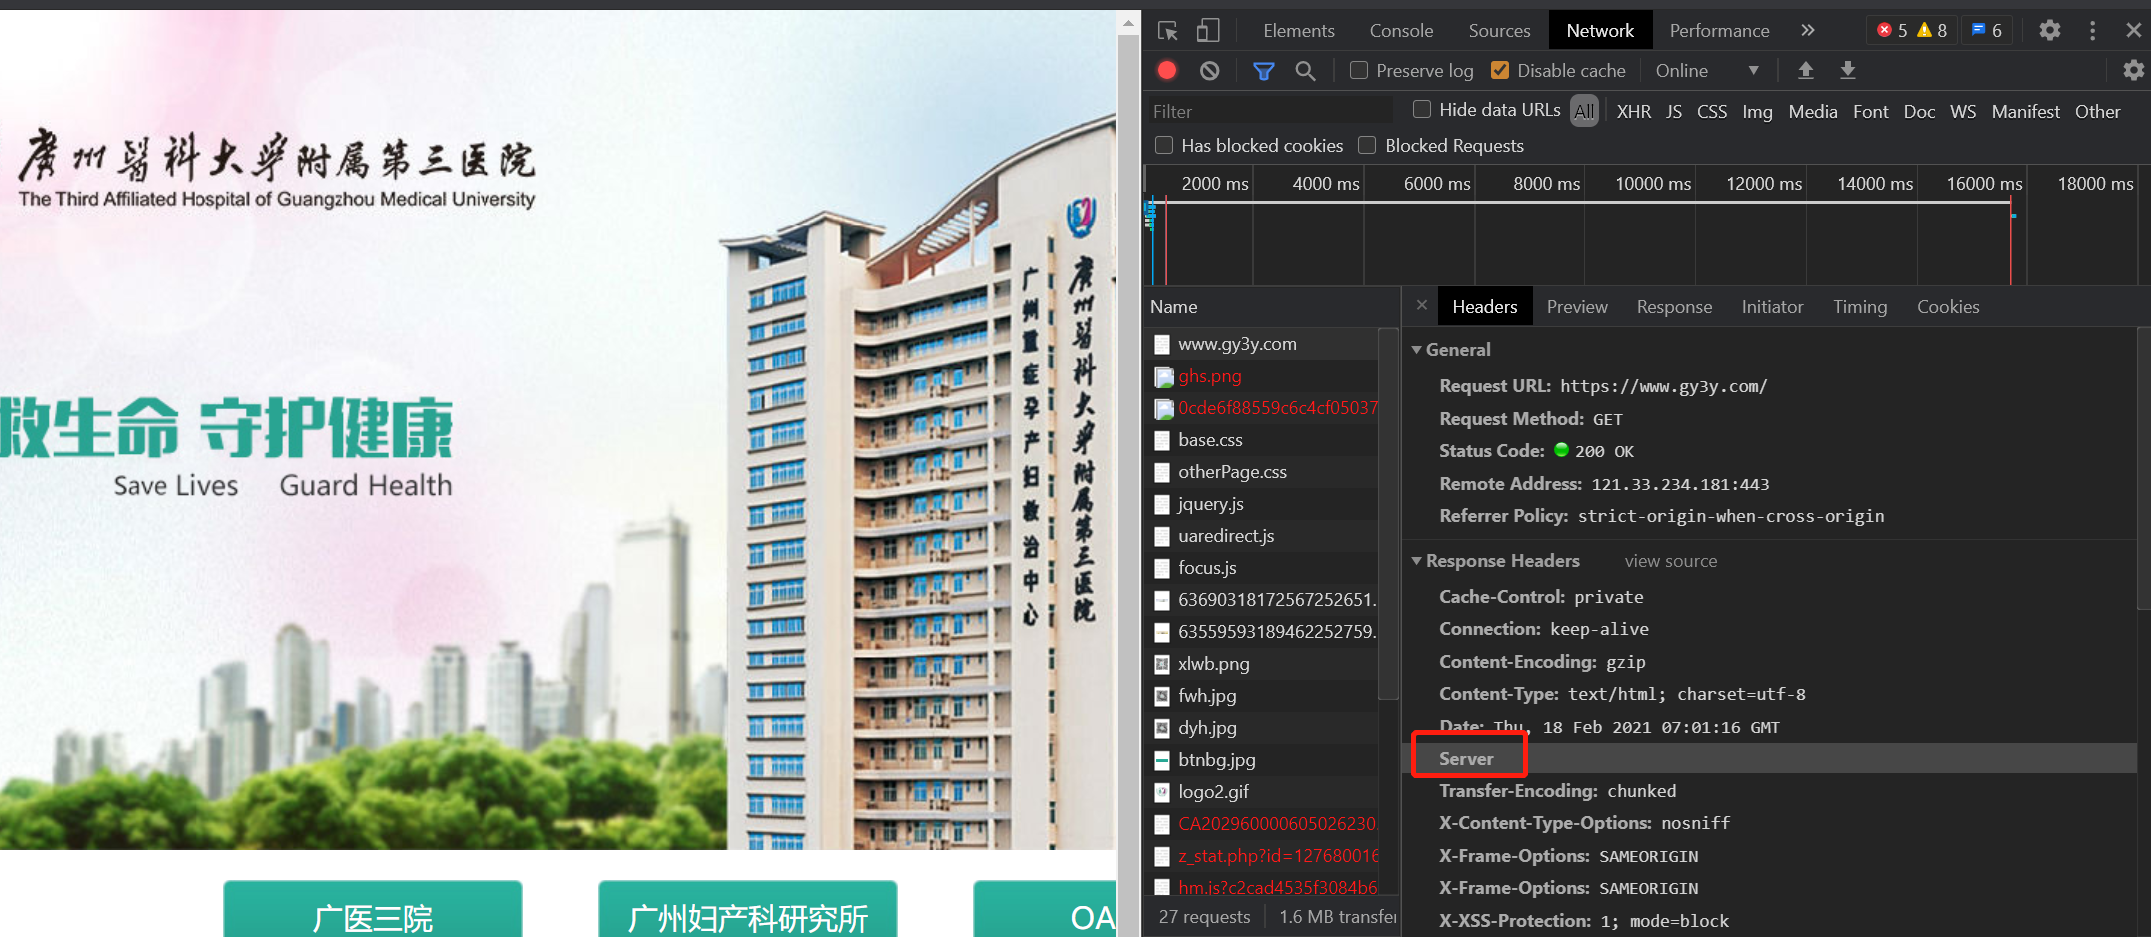 廣州醫科大學附属第三医院
The Third Affiliated Hospital of Guangzhou Medical University
救生命 守护健康
Save Lives Guard Health
广州重症孕产妇救治中心
廣州醫科大學附属第三医院
广医三院
广州妇产科研究所
OA
Elements Console Sources Network Performance » 5 8 6
Preserve log Disable cache Online
Filter Hide data URLs All XHR JS CSS Img Media Font Doc WS Manifest Other
Has blocked cookies Blocked Requests
2000 ms 4000 ms 6000 ms 8000 ms 10000 ms 12000 ms 14000 ms 16000 ms 18000 ms
Name
www.gy3y.com
ghs.png
0cde6f88559c6c4cf05037
base.css
otherPage.css
jquery.js
uaredirect.js
focus.js
63690318172567252651.
63559593189462252759.
xlwb.png
fwh.jpg
dyh.jpg
btnbg.jpg
logo2.gif
CA202960000605026230
z_stat.php?id=127680016
hm.js?c2cad4535f3084b6
27 requests 1.6 MB transfer
Headers Preview Response Initiator Timing Cookies
General
Request URL: https://www.gy3y.com/
Request Method: GET
Status Code: 200 OK
Remote Address: 121.33.234.181:443
Referrer Policy: strict-origin-when-cross-origin
Response Headers view source
Cache-Control: private
Connection: keep-alive
Content-Encoding: gzip
Content-Type: text/html; charset=utf-8
Date: Thu, 18 Feb 2021 07:01:16 GMT
Server
Transfer-Encoding: chunked
X-Content-Type-Options: nosniff
X-Frame-Options: SAMEORIGIN
X-Frame-Options: SAMEORIGIN
X-XSS-Protection: 1; mode=block